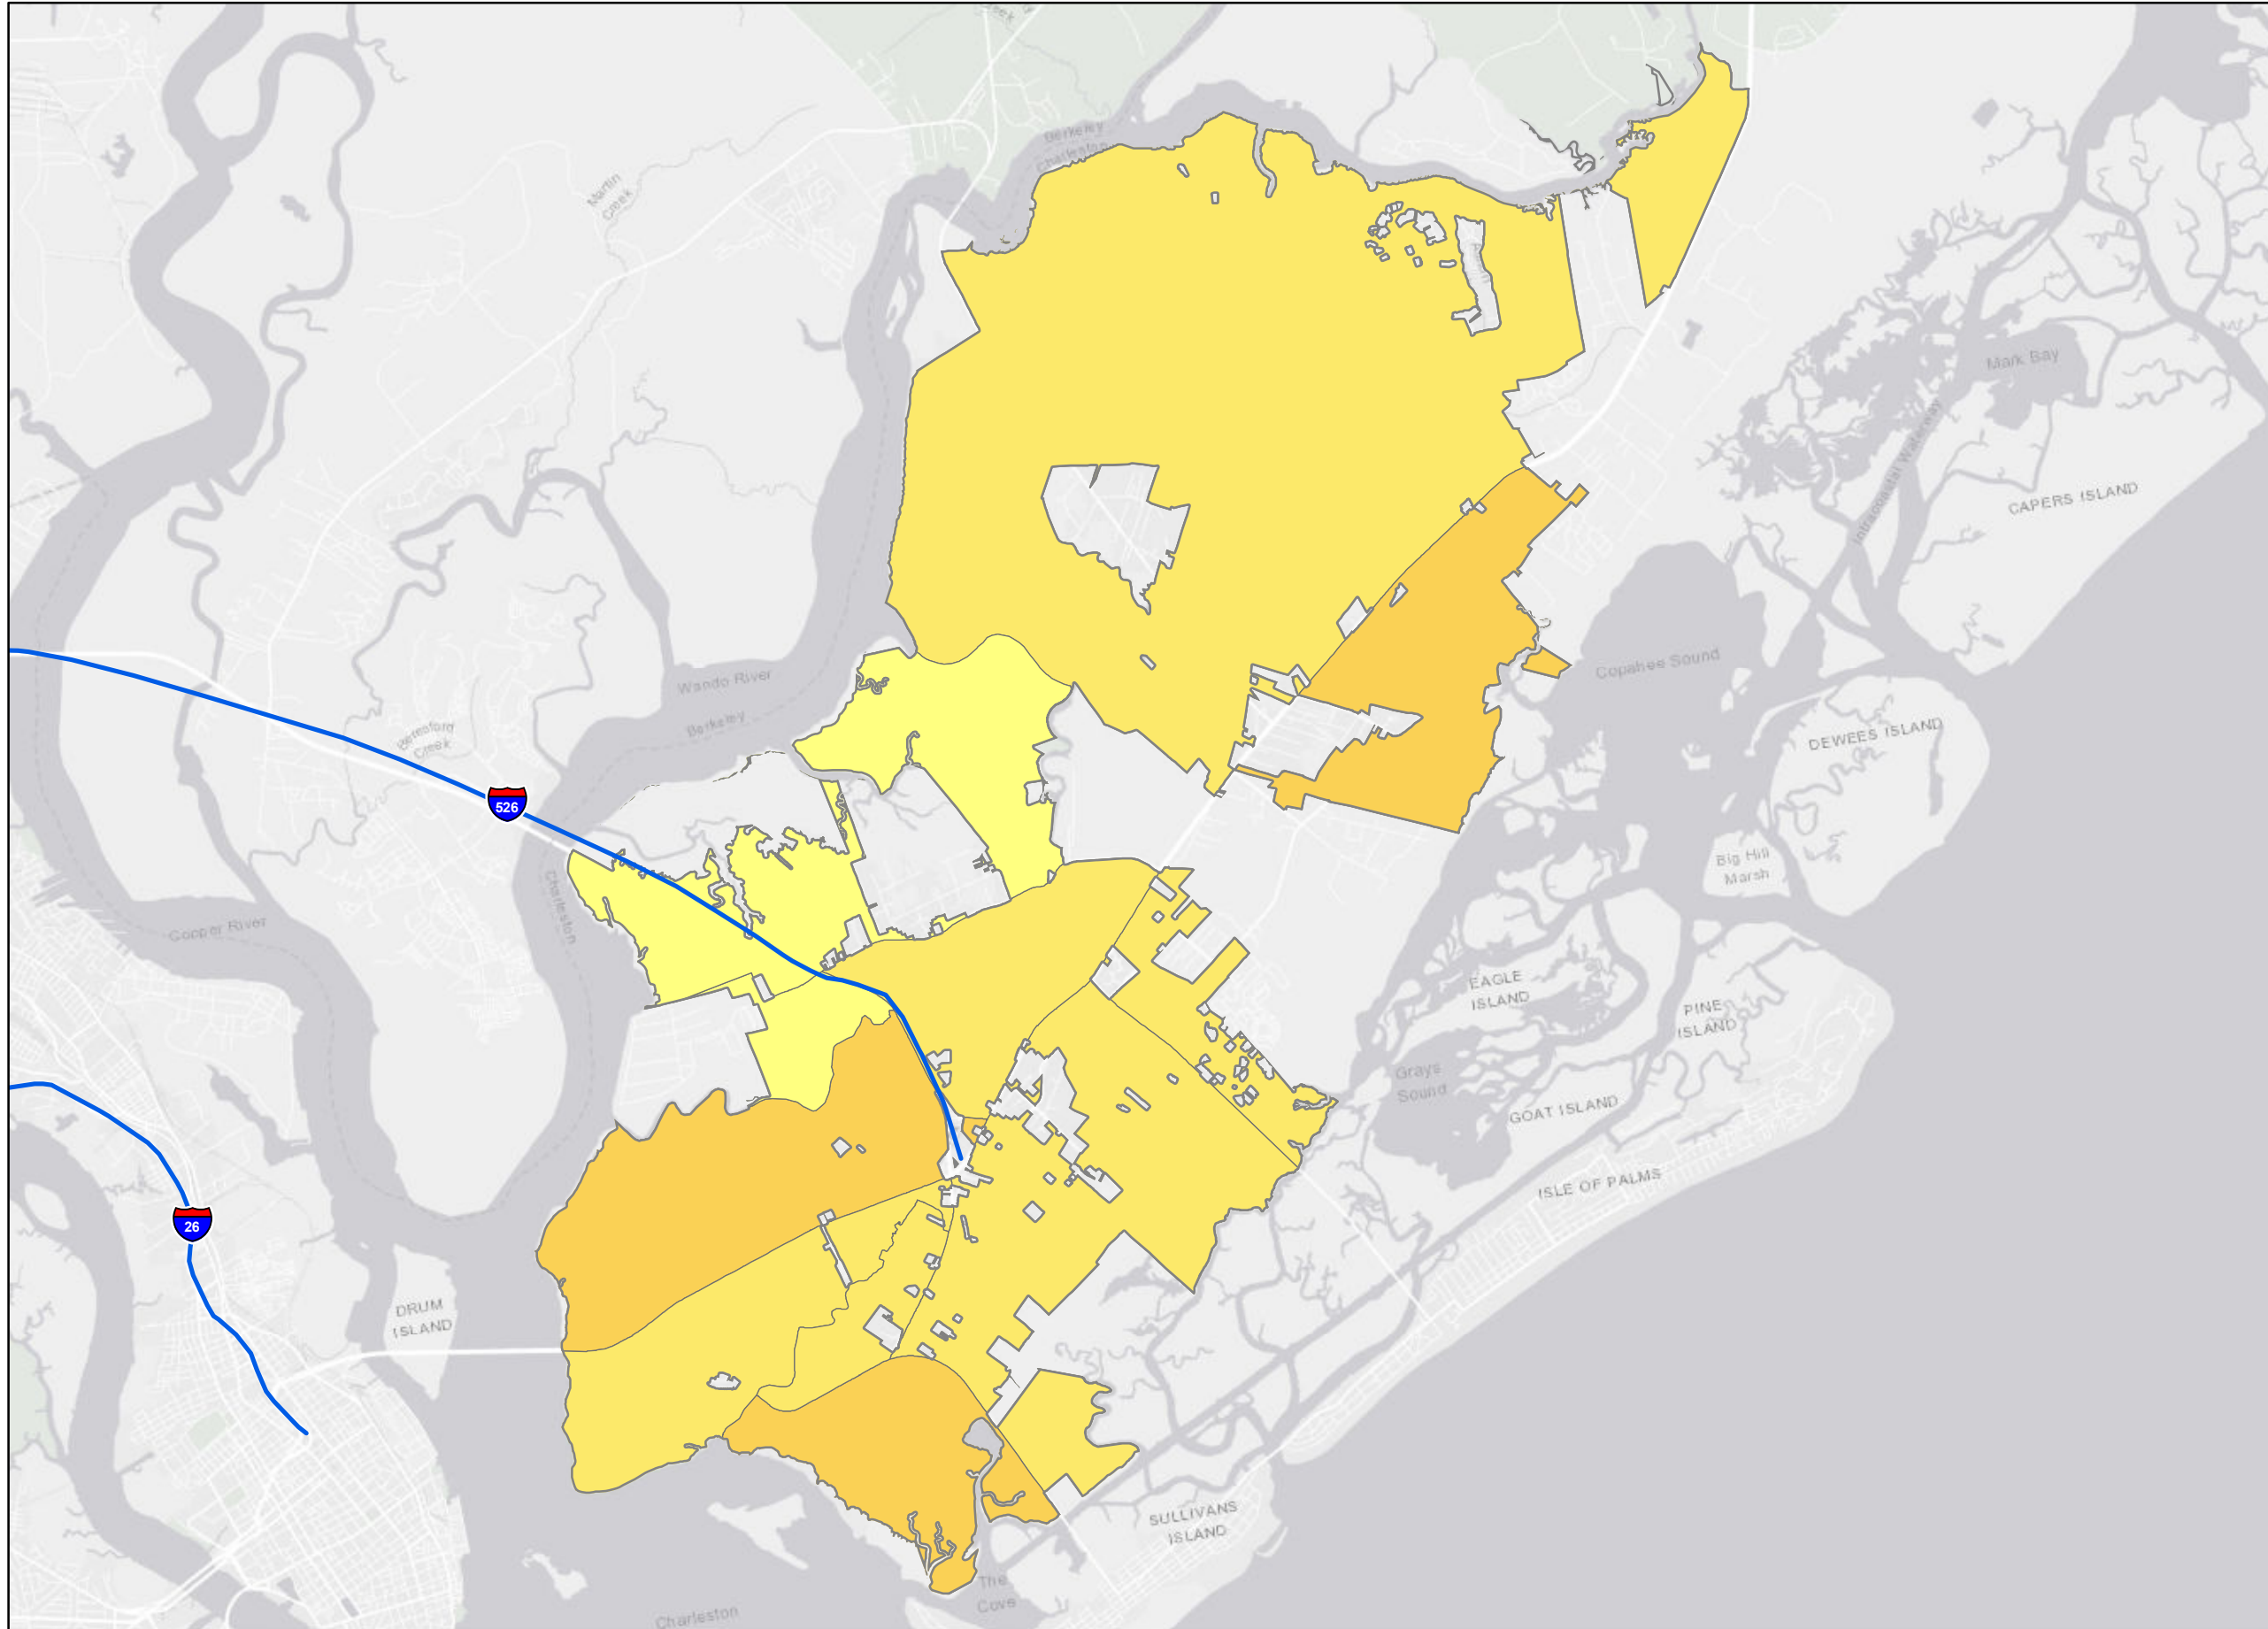 Creek
Berkeley
Charleston
Martin
Creek
Mark Bay
Intracoastal Waterway
CAPERS ISLAND
Copahee Sound
Wando River
Berkeley
Beresford
Creek
DEWEES ISLAND
526
Big Hill
Marsh
Charleston
Cooper River
EAGLE
ISLAND
PINE
ISLAND
Grays
Sound
GOAT ISLAND
ISLE OF PALMS
26
DRUM
ISLAND
SULLIVANS
ISLAND
The
Cove
Charleston